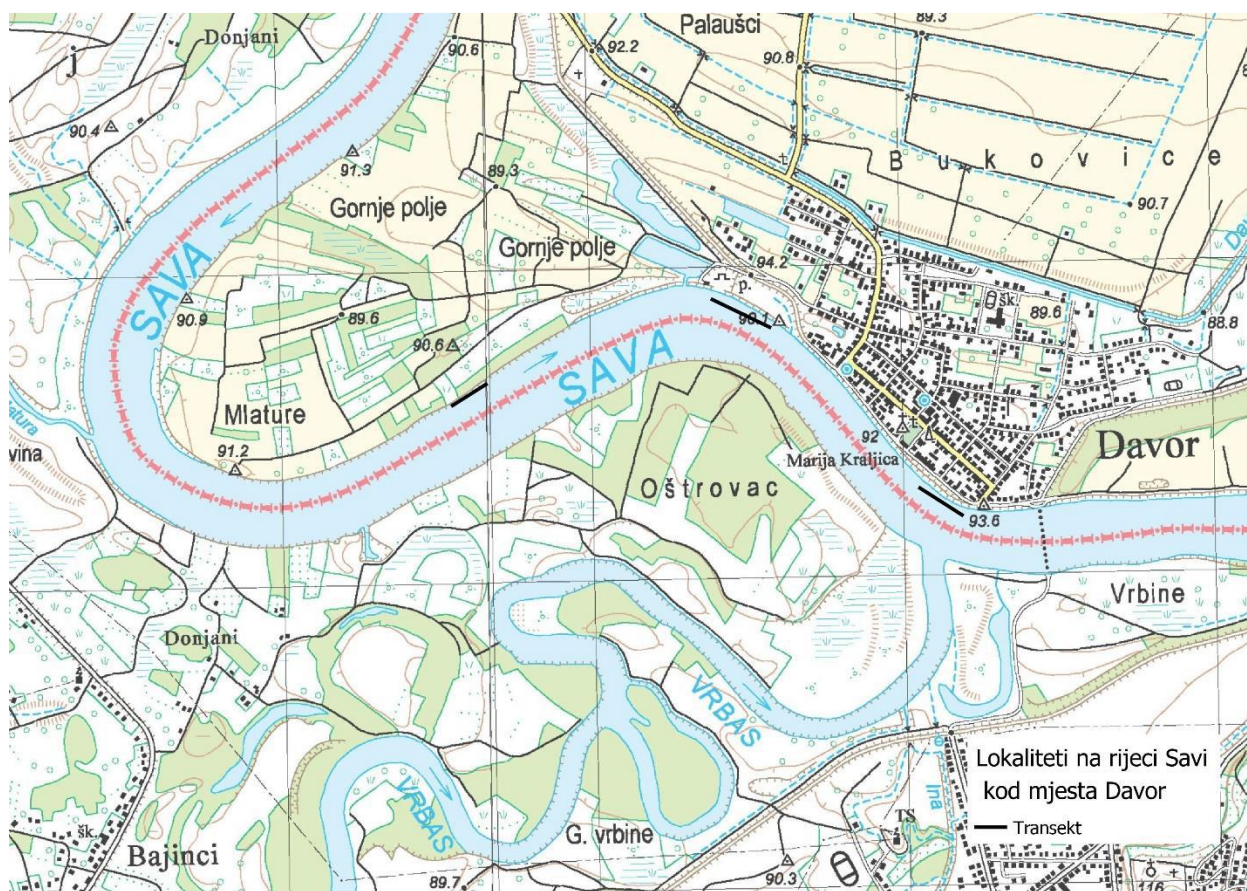 Palaušci
89.3
Donjani
90.6
92.2
j
90.8
90.4
91.3
89.3
Bukovice
90.7
Gornje polje
Gornje polje
SAVA
94.2
p.
90.9
89.6
90.1
šk.
89.6
88.8
90.6
SAVA
Mlature
92
Marija Kraljica
Davor
91.2
vina
Oštrovac
93.6
Vrbine
Donjani
VRBAS
VRBAS
Lokaliteti na rijeci Savi
kod mjesta Davor
Transekt
Ina
TS
šk.
Bajinci
G. vrbine
89.7
90.3